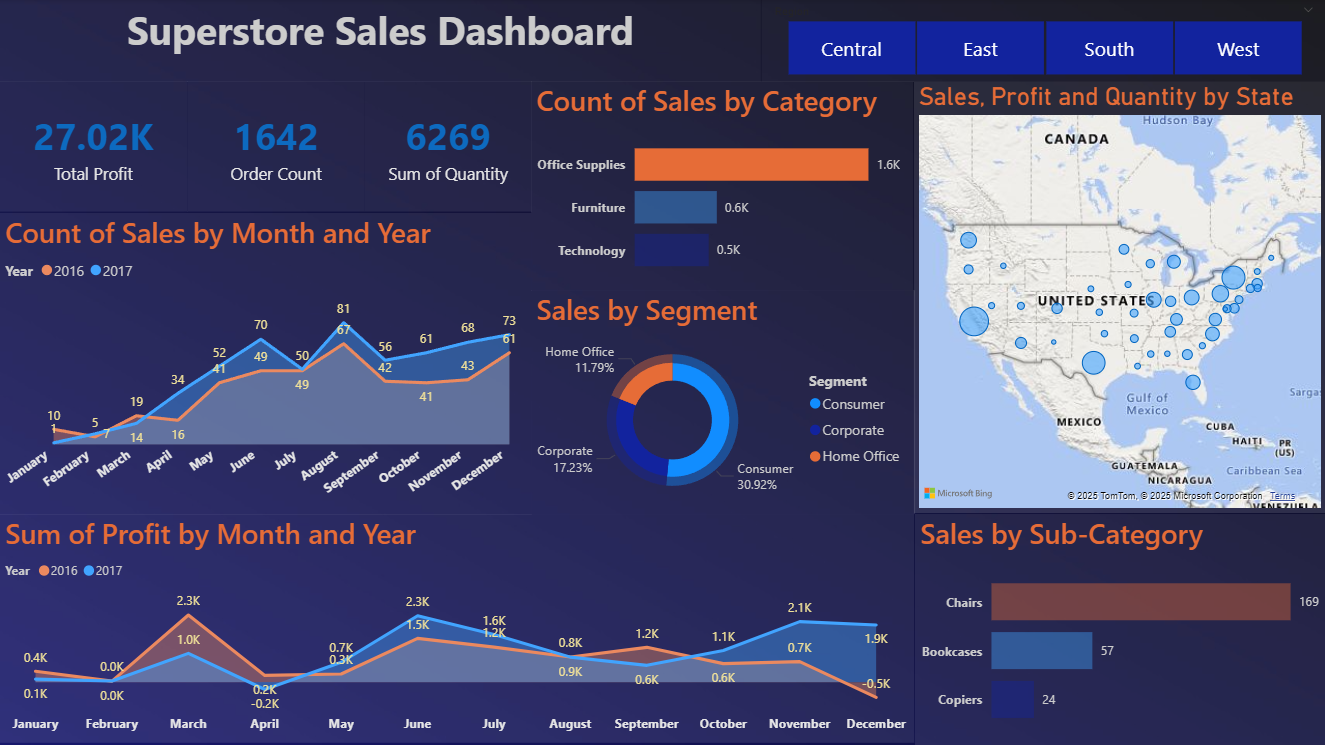 Superstore Sales Dashboard
Central
East
South
West
27.02K
Total Profit
1642
Order Count
6269
Sum of Quantity
Count of Sales by Category
Office Supplies
1.6K
Furniture
0.6K
Technology
0.5K
Sales, Profit and Quantity by State
Hudson Bay
CANADA
UNITED STATES
Gulf of
Mexico
MEXICO
CUBA
HAITI
PR
(US)
Sargas
GUATEMALA
NICARAGUA
Caribbean Sea
Microsoft Bing
© 2025 TomTom, © 2025 Microsoft Corporation Terms
VENEZUELA
Count of Sales by Month and Year
Year 2016 2017
10
1
5
7
19
14
34
16
52
41
70
49
50
49
81
67
56
42
61
41
68
43
73
61
January
February
March
April
May
June
July
August
September
October
November
December
Sales by Segment
Home Office
11.79%
Corporate
17.23%
Consumer
30.92%
Segment
Consumer
Corporate
Home Office
Sum of Profit by Month and Year
Year 2016 2017
0.4K
0.1K
0.0K
0.0K
2.3K
1.0K
0.2K
-0.2K
0.7K
0.3K
2.3K
1.5K
1.6K
1.2K
0.8K
0.9K
1.2K
0.6K
1.1K
0.6K
2.1K
0.7K
1.9K
-0.5K
January
February
March
April
May
June
July
August
September
October
November
December
Sales by Sub-Category
Chairs
169
Bookcases
57
Copiers
24